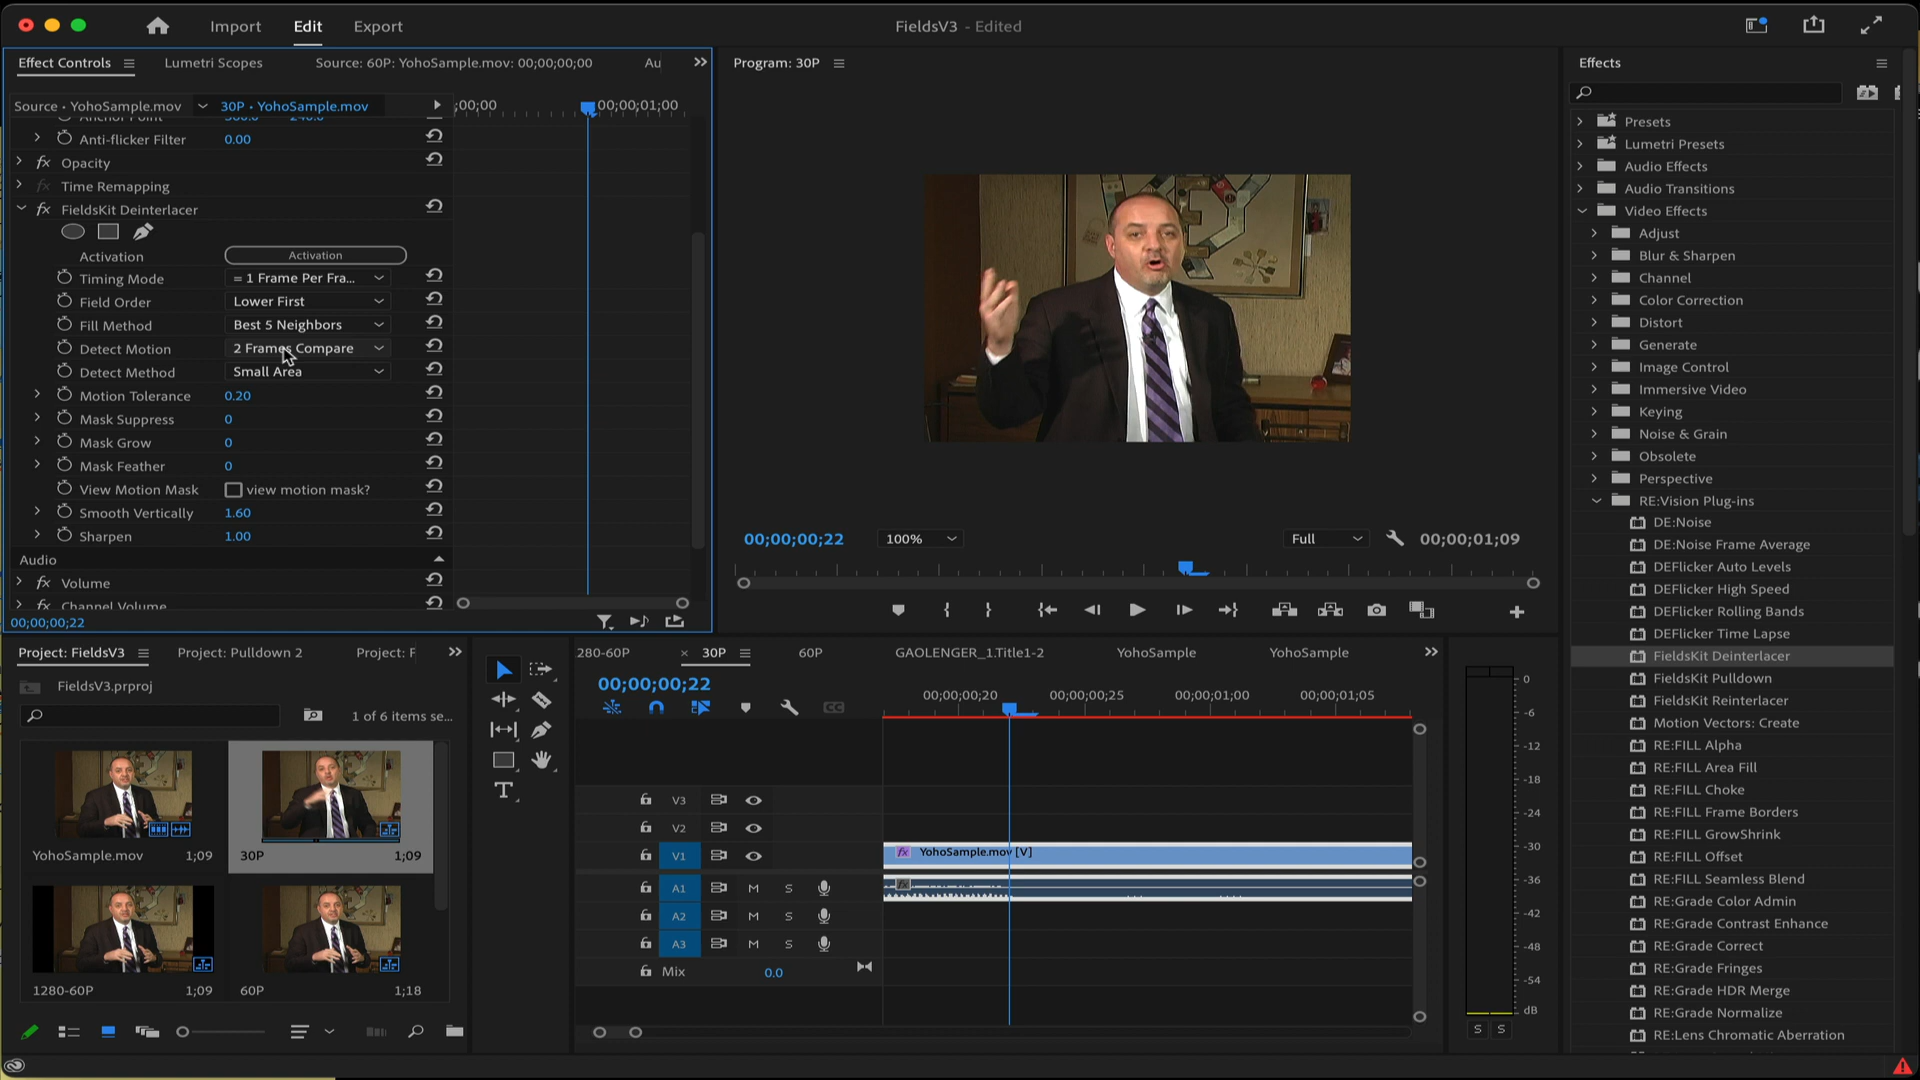 Import
Edit
Export
FieldsV3 - Edited
Effect Controls
Lumetri Scopes
Source: 60P: YohoSample.mov: 00;00;00;00
Au
Source • YohoSample.mov
30P • YohoSample.mov
;00;00
00;00;01;00
Anchor Point
360.0
240.0
Anti-flicker Filter 0.00
fx Opacity
fx Time Remapping
fx FieldsKit Deinterlacer
Activation Activation
Timing Mode = 1 Frame Per Fra...
Field Order Lower First
Fill Method Best 5 Neighbors
Detect Motion 2 Frames Compare
Detect Method Small Area
Motion Tolerance 0.20
Mask Suppress 0
Mask Grow 0
Mask Feather 0
View Motion Mask view motion mask?
Smooth Vertically 1.60
Sharpen 1.00
Audio
fx Volume
fx Channel Volume
00;00;00;22
Program: 30P
00;00;00;22
100%
Full
00;00;01;09
Effects
Presets
Lumetri Presets
Audio Effects
Audio Transitions
Video Effects
Adjust
Blur & Sharpen
Channel
Color Correction
Distort
Generate
Image Control
Immersive Video
Keying
Noise & Grain
Obsolete
Perspective
RE:Vision Plug-ins
DE:Noise
DE:Noise Frame Average
DEFlicker Auto Levels
DEFlicker High Speed
DEFlicker Rolling Bands
DEFlicker Time Lapse
FieldsKit Deinterlacer
FieldsKit Pulldown
FieldsKit Reinterlacer
Motion Vectors: Create
RE:FILL Alpha
RE:FILL Area Fill
RE:FILL Choke
RE:FILL Frame Borders
RE:FILL GrowShrink
RE:FILL Offset
RE:FILL Seamless Blend
RE:Grade Color Admin
RE:Grade Contrast Enhance
RE:Grade Correct
RE:Grade Fringes
RE:Grade HDR Merge
RE:Grade Normalize
RE:Lens Chromatic Aberration
Project: FieldsV3
Project: Pulldown 2
Project: F
FieldsV3.prproj
1 of 6 items se...
YohoSample.mov 1;09
30P 1;09
1280-60P 1;09
60P 1;18
T
280-60P
× 30P
60P
GAOLENGER_1.Title1-2
YohoSample
YohoSample
00;00;00;22
CC
00;00;00;20
00;00;00;25
00;00;01;00
00;00;01;05
V3
V2
V1
fx YohoSample.mov [V]
A1 M S
fx
A2 M S
A3 M S
Mix 0.0
0
-6
-12
-18
-24
-30
-36
-42
-48
-54
dB
S S